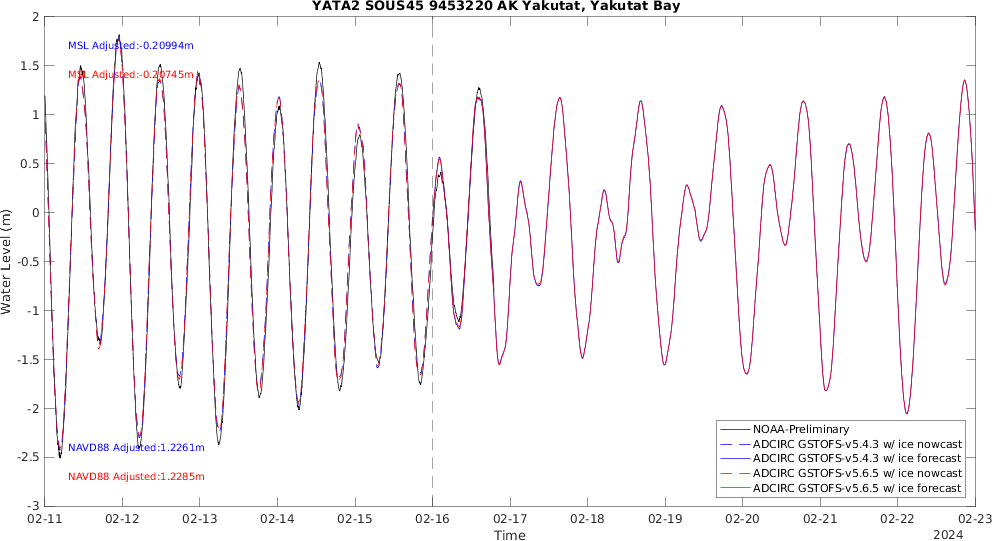 YATA2 SOUS45 9453220 AK Yakutat, Yakutat Bay
2
1.5
1
0.5
0
-0.5
-1
-1.5
-2
-2.5
-3
Water Level (m)
MSL Adjusted:-0.20994m
MSL Adjusted:-0.20745m
NAVD88 Adjusted:1.2261m
NAVD88 Adjusted:1.2285m
NOAA-Preliminary
ADCIRC GSTOFS-v5.4.3 w/ ice nowcast
ADCIRC GSTOFS-v5.4.3 w/ ice forecast
ADCIRC GSTOFS-v5.6.5 w/ ice nowcast
ADCIRC GSTOFS-v5.6.5 w/ ice forecast
02-11 02-12 02-13 02-14 02-15 02-16 02-17 02-18 02-19 02-20 02-21 02-22 02-23
Time
2024